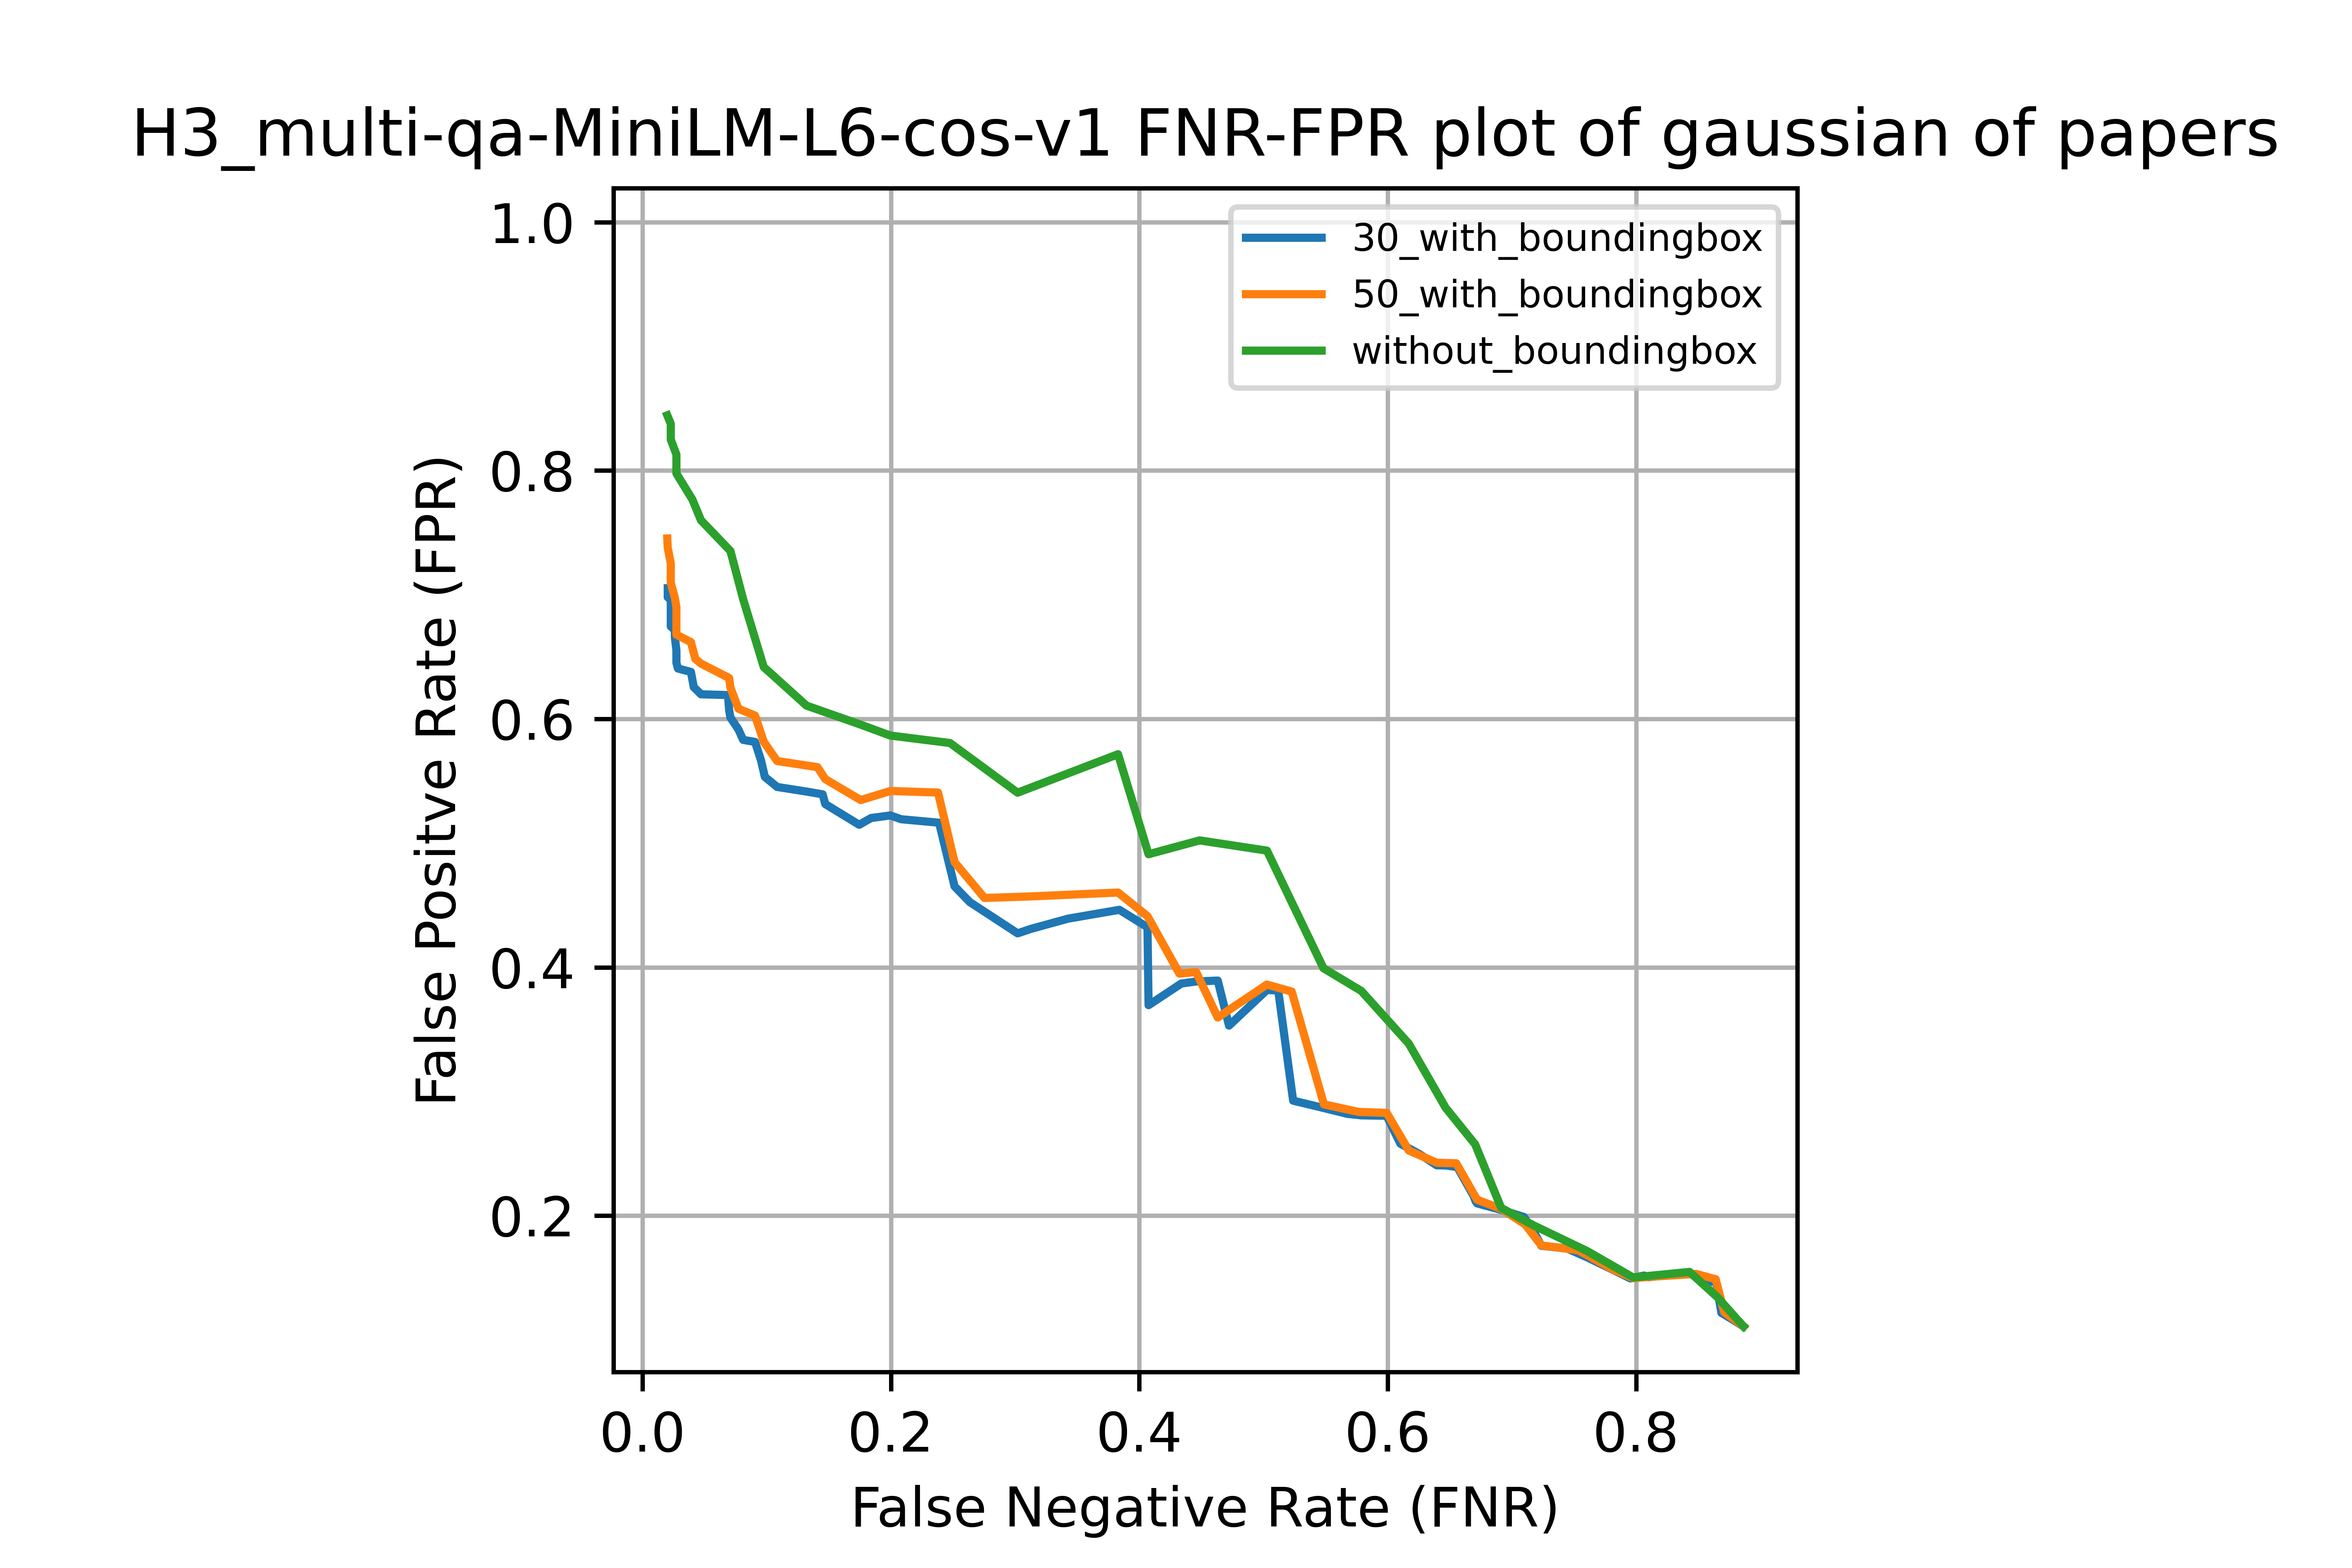 H3_multi-qa-MiniLM-L6-cos-v1 FNR-FPR plot of gaussian of papers
30_with_boundingbox
50_with_boundingbox
without_boundingbox
1.0
0.8
0.6
0.4
0.2
False Positve Rate (FPR)
0.0 0.2 0.4 0.6 0.8
False Negative Rate (FNR)